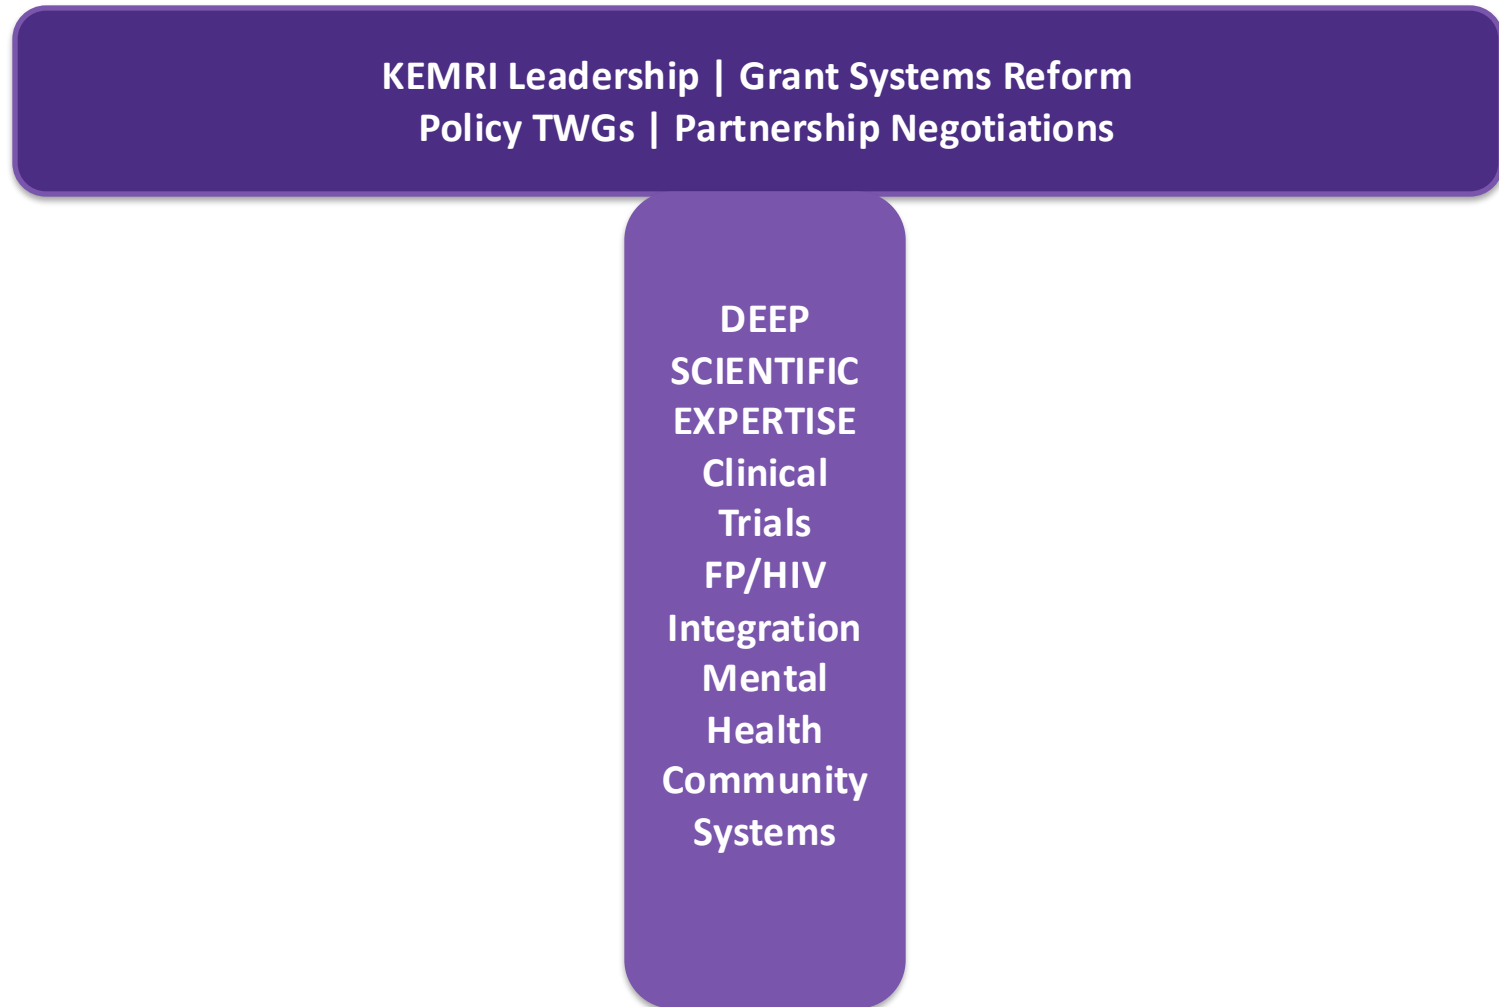 KEMRI Leadership | Grant Systems Reform
Policy TWGs | Partnership Negotiations
DEEP
SCIENTIFIC
EXPERTISE
Clinical
Trials
FP/HIV
Integration
Mental
Health
Community
Systems